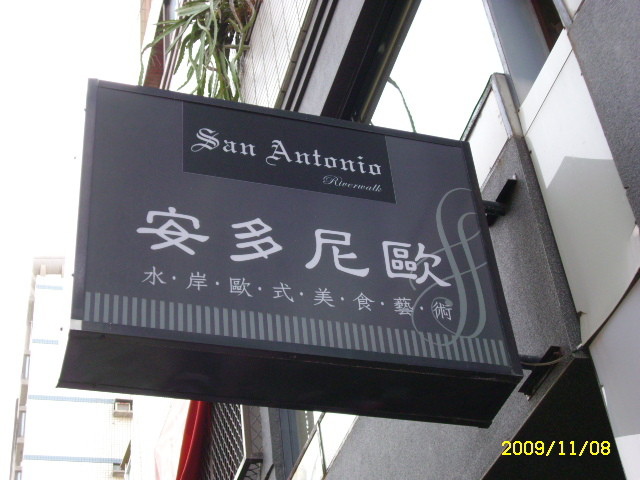 San Antonio
Riverwalk
安多尼歐
水·岸·歐·式·美·食·藝·術
2009/11/08